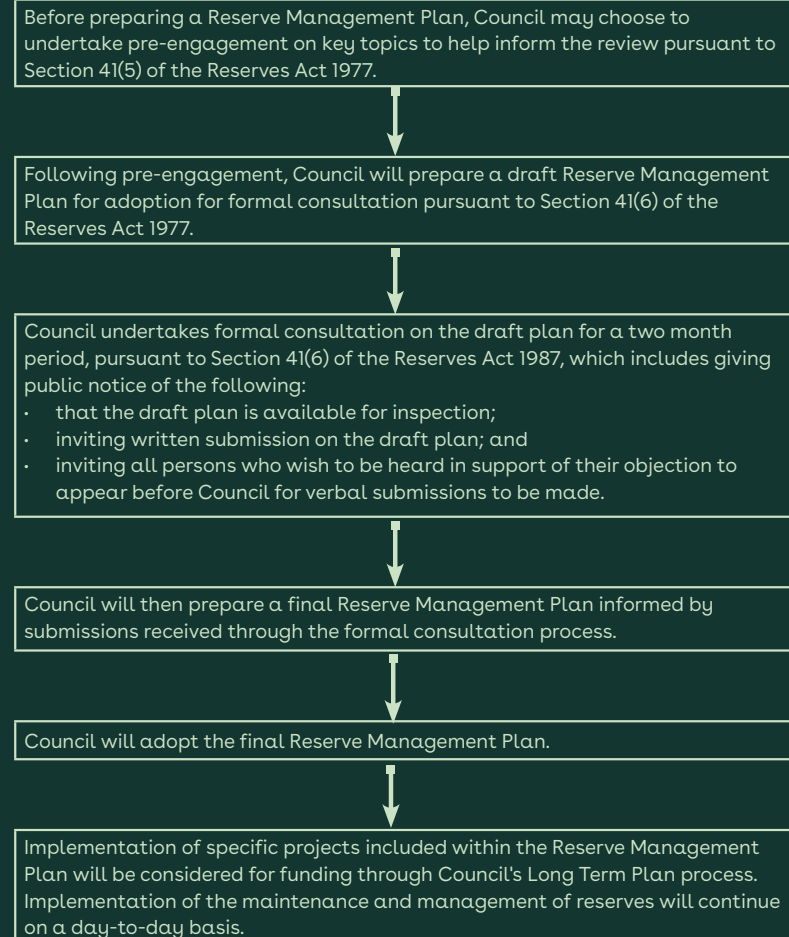 Before preparing a Reserve Management Plan, Council may choose to
undertake pre-engagement on key topics to help inform the review pursuant to
Section 41(5) of the Reserves Act 1977.
Following pre-engagement, Council will prepare a draft Reserve Management
Plan for adoption for formal consultation pursuant to Section 41(6) of the
Reserves Act 1977.
Council undertakes formal consultation on the draft plan for a two month
period, pursuant to Section 41(6) of the Reserves Act 1987, which includes giving
public notice of the following:
• that the draft plan is available for inspection;
• inviting written submission on the draft plan; and
• inviting all persons who wish to be heard in support of their objection to
appear before Council for verbal submissions to be made.
Council will then prepare a final Reserve Management Plan informed by
submissions received through the formal consultation process.
Council will adopt the final Reserve Management Plan.
Implementation of specific projects included within the Reserve Management
Plan will be considered for funding through Council's Long Term Plan process.
Implementation of the maintenance and management of reserves will continue
on a day-to-day basis.